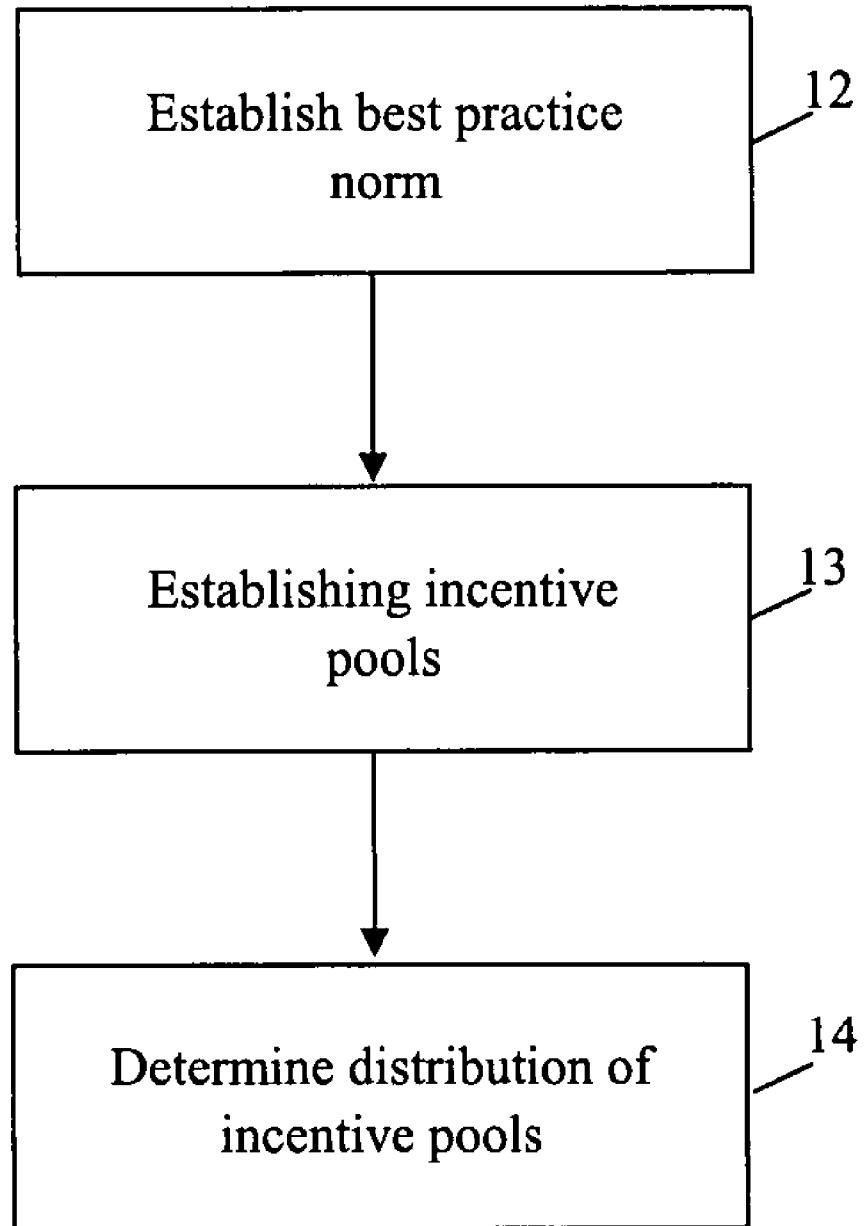 12
Establish best practice
norm
13
Establishing incentive
pools
14
Determine distribution of
incentive pools